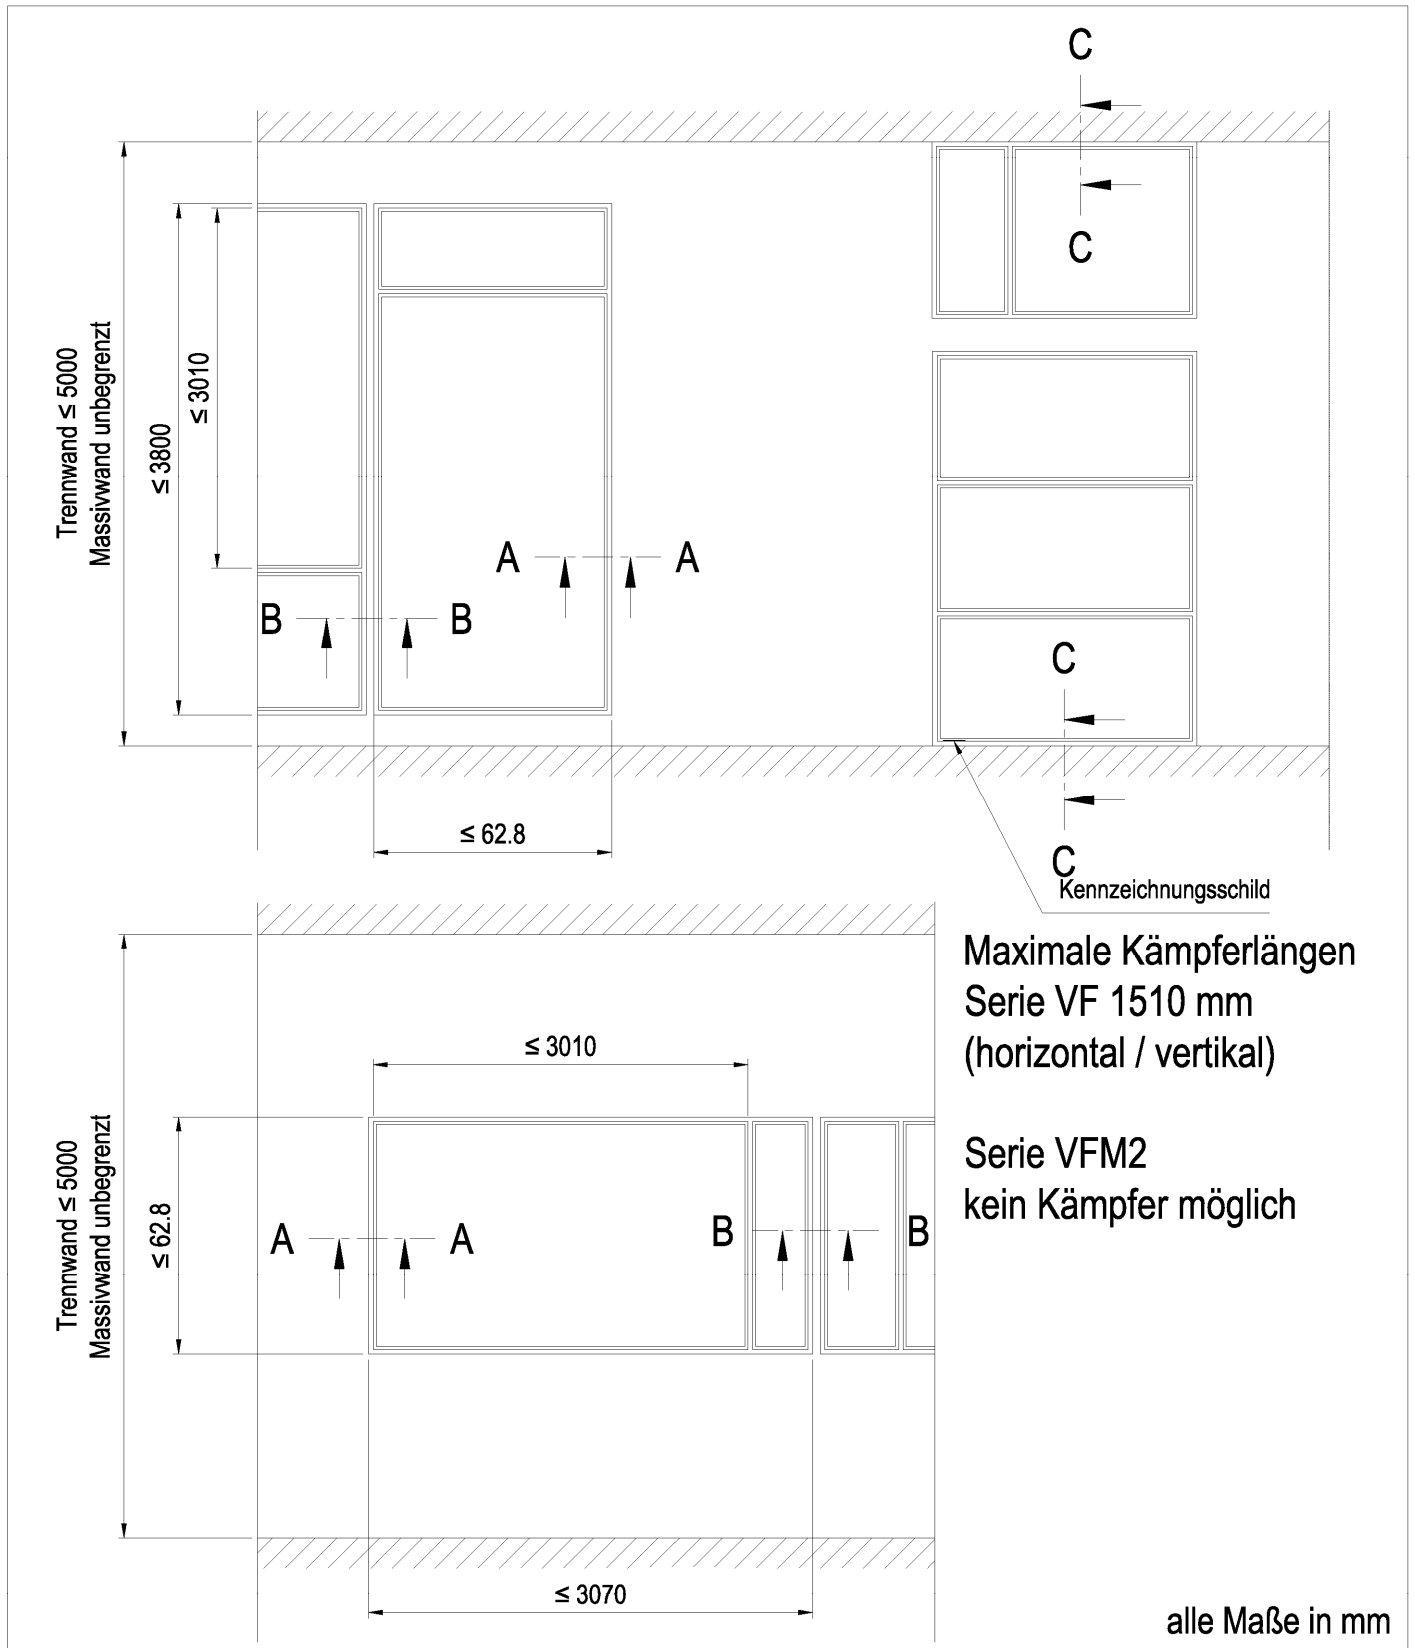 C
C
Trennwand ≤ 5000
Massivwand unbegrenzt
≤ 3800
≤ 3010
A A
B B
C
≤ 62.8
C
Kennzeichnungsschild
Maximale Kämpferlängen
Serie VF 1510 mm
(horizontal / vertikal)
Serie VFM2
kein Kämpfer möglich
≤ 3010
Trennwand ≤ 5000
Massivwand unbegrenzt
≤ 62.8
A A
B B
≤ 3070
alle Maße in mm